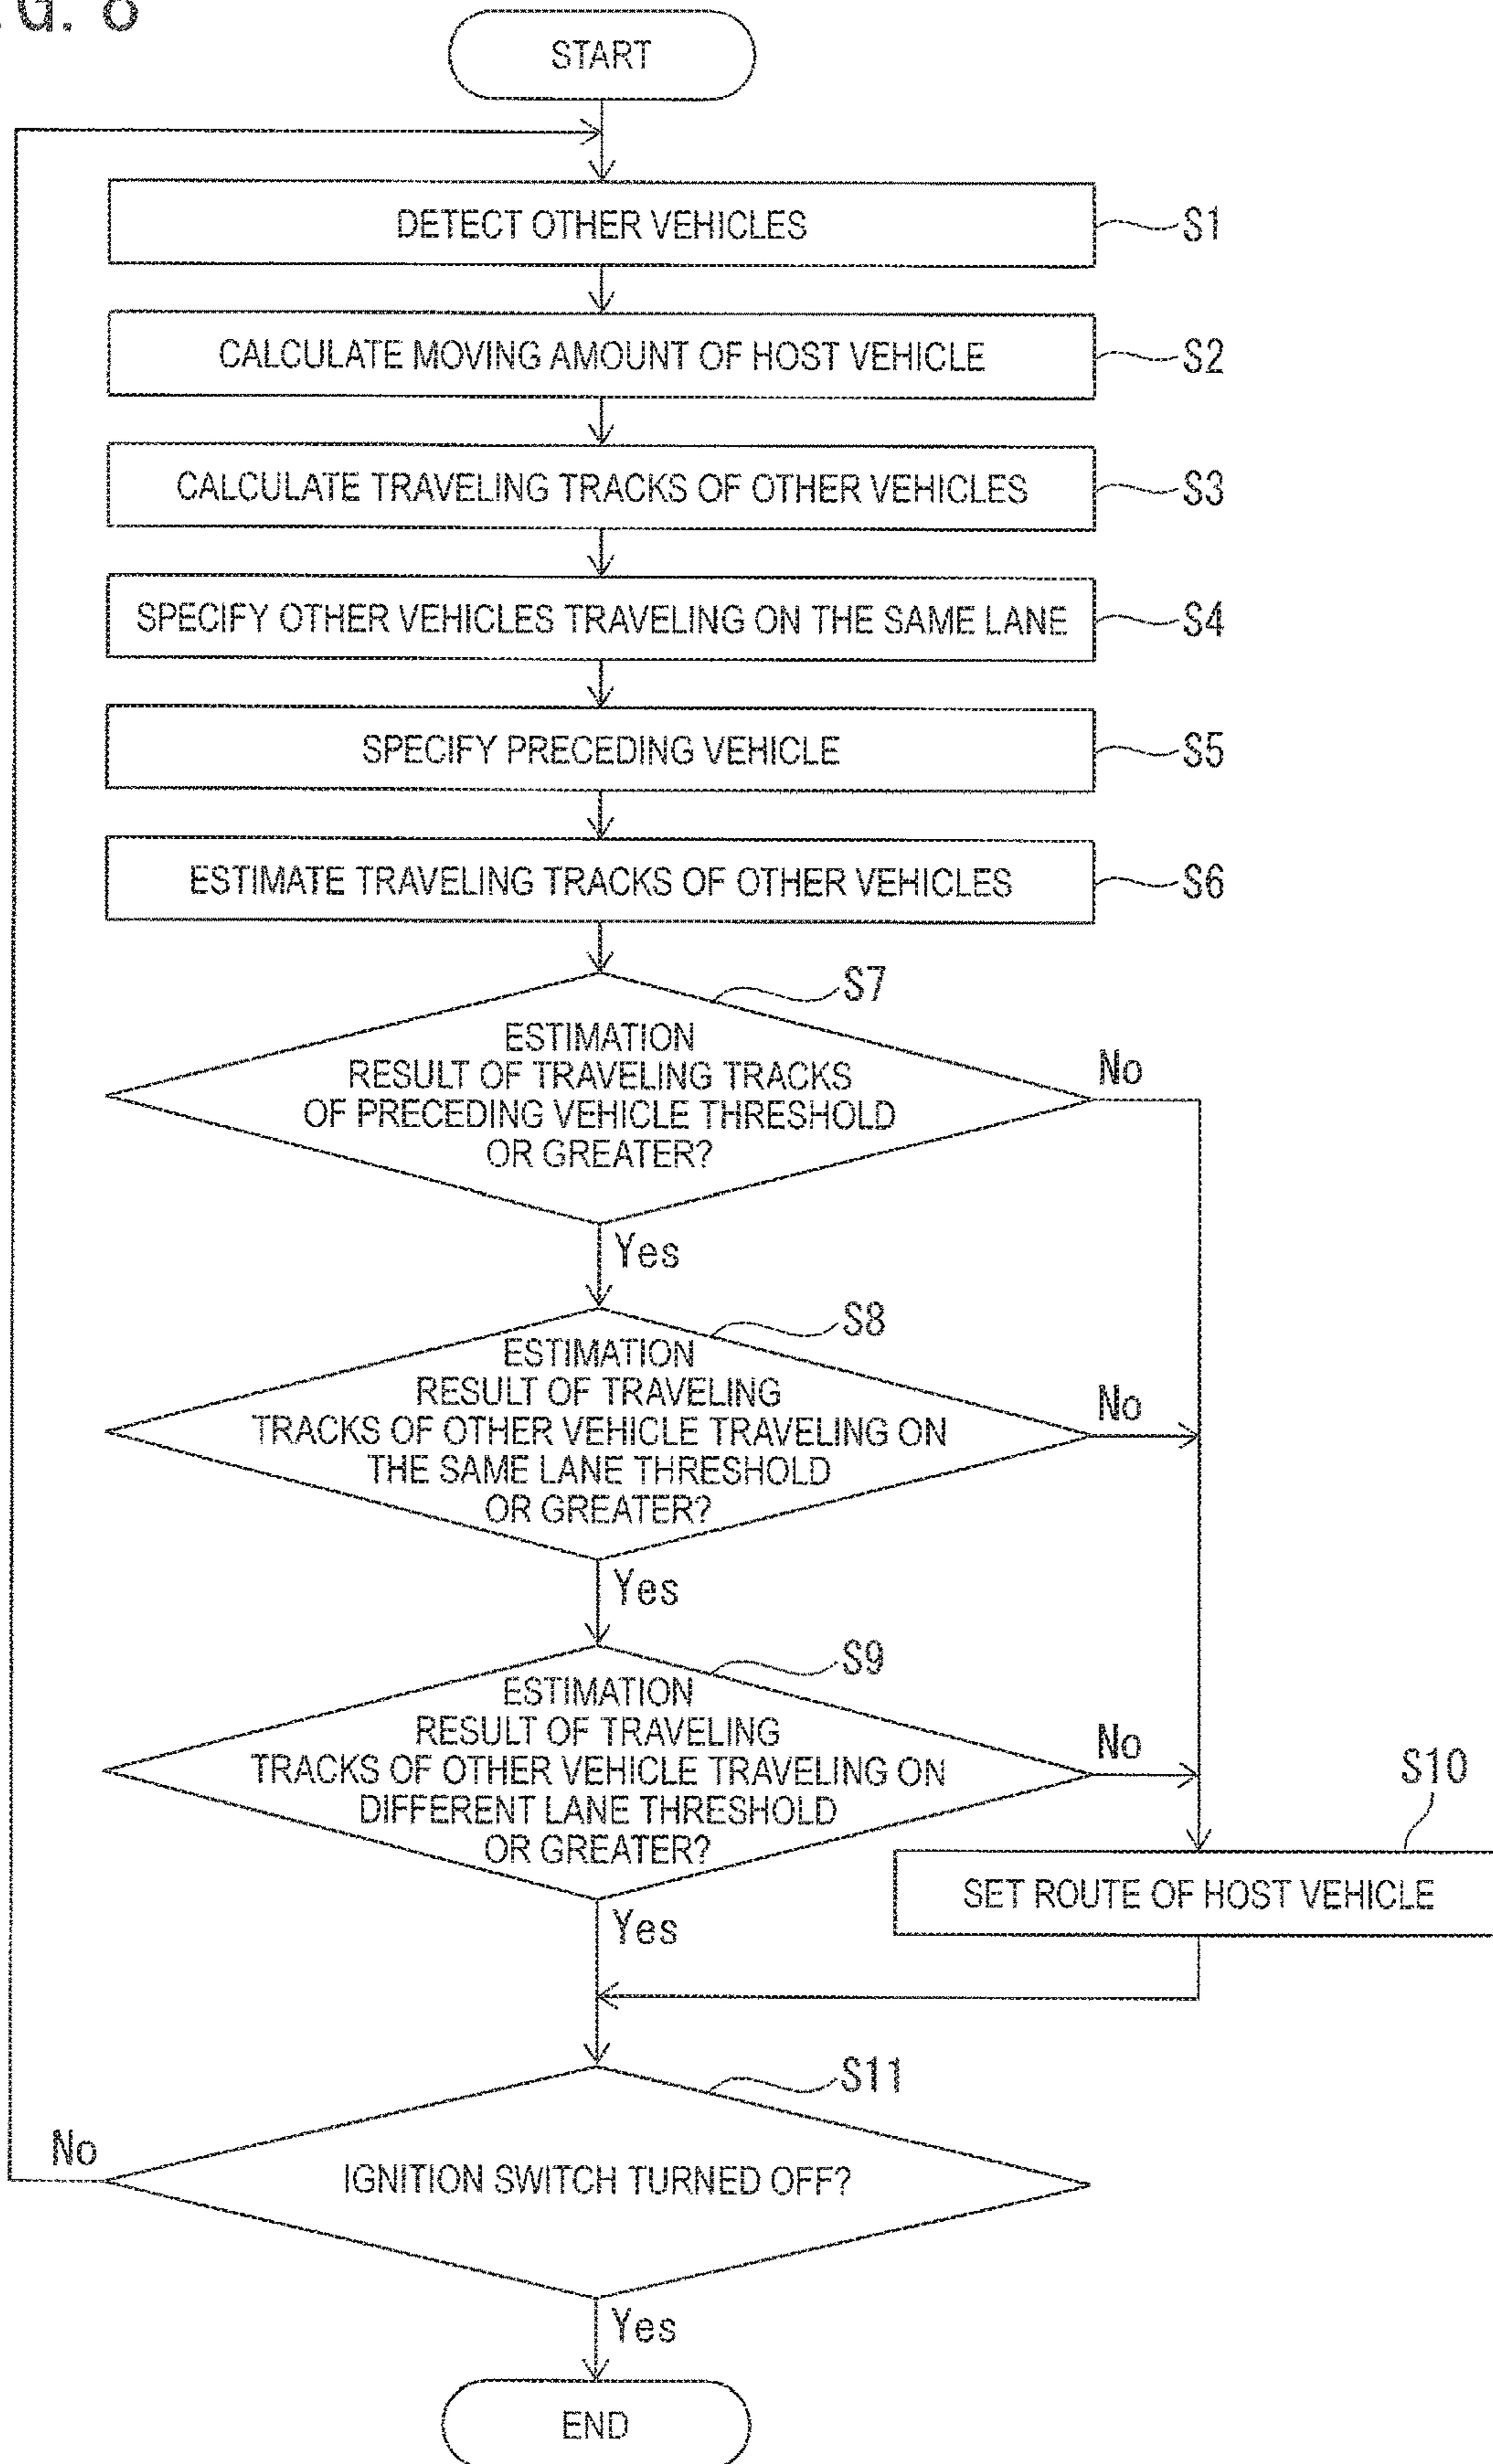 G. 8
START
DETECT OTHER VEHICLES
S1
CALCULATE MOVING AMOUNT OF HOST VEHICLE
S2
CALCULATE TRAVELING TRACKS OF OTHER VEHICLES
S3
SPECIFY OTHER VEHICLES TRAVELING ON THE SAME LANE
S4
SPECIFY PRECEDING VEHICLE
S5
ESTIMATE TRAVELING TRACKS OF OTHER VEHICLES
S6
S7
ESTIMATION
RESULT OF TRAVELING TRACKS
OF PRECEDING VEHICLE THRESHOLD
OR GREATER?
No
Yes
S8
ESTIMATION
RESULT OF TRAVELING
TRACKS OF OTHER VEHICLE TRAVELING ON
THE SAME LANE THRESHOLD
OR GREATER?
No
Yes
S9
ESTIMATION
RESULT OF TRAVELING
TRACKS OF OTHER VEHICLE TRAVELING ON
DIFFERENT LANE THRESHOLD
OR GREATER?
No
S10
SET ROUTE OF HOST VEHICLE
Yes
S11
IGNITION SWITCH TURNED OFF?
No
Yes
END